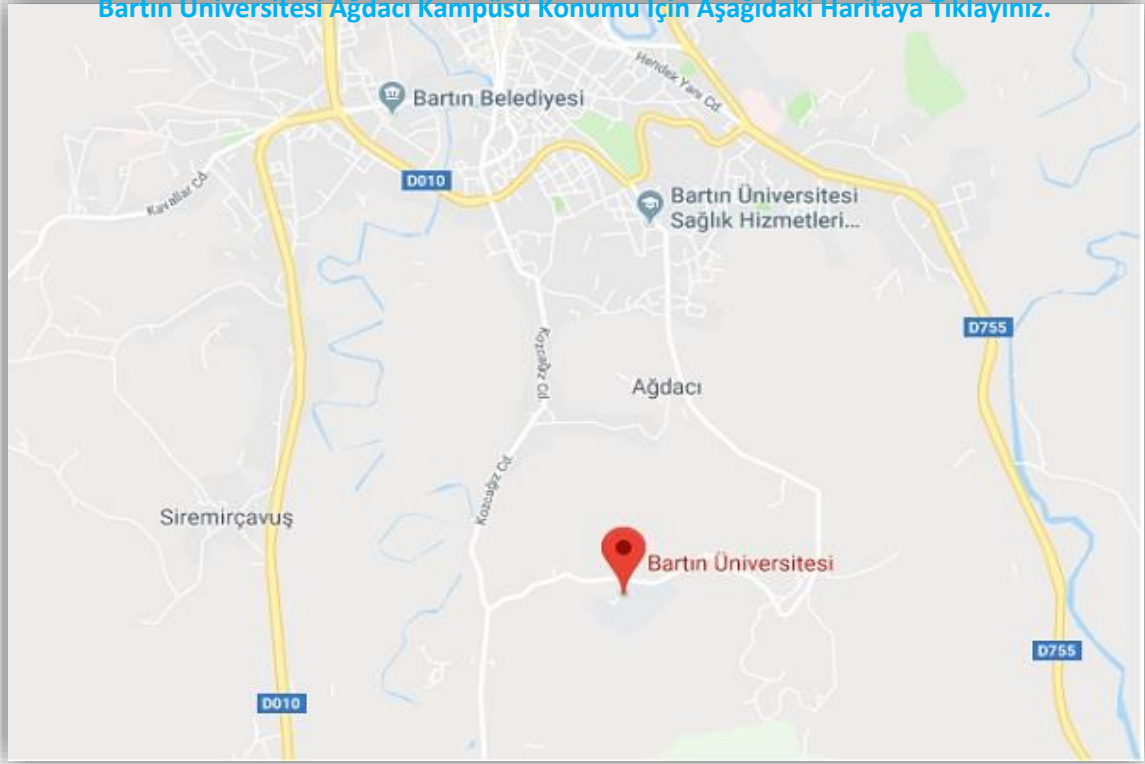 Bartın Üniversitesi Ağdacı Kampüsü Konumu İçin Aşağıdaki Haritaya Tıklayınız.
Hendek Yanı Cd.
Bartın Belediyesi
D010
Kavallar Cd.
Bartın Üniversitesi
Sağlık Hizmetleri...
D755
Kozcağız Cd.
Ağdacı
Kozcağız Cd.
Siremirçavuş
Bartın Üniversitesi
D755
D010